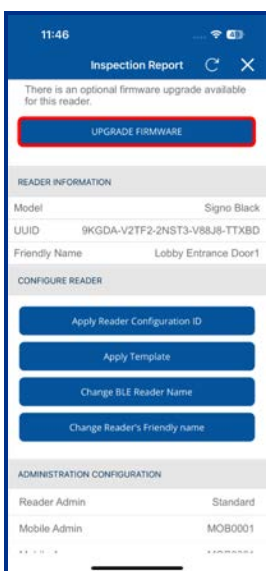 11:46
Inspection Report
There is an optional firmware upgrade available
for this reader.
UPGRADE FIRMWARE
READER INFORMATION
Model Signo Black
UUID 9KGDA-V2TF2-2NST3-V88J8-TTXBD
Friendly Name Lobby Entrance Door1
CONFIGURE READER
Apply Reader Configuration ID
Apply Template
Change BLE Reader Name
Change Reader's Friendly name
ADMINISTRATION CONFIGURATION
Reader Admin Standard
Mobile Admin MOB0001